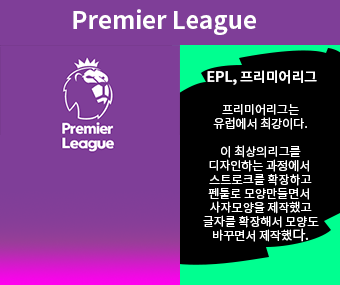 Premier League
Premier
League
EPL, 프리미어리그
프리미어리그는
유럽에서 최강이다.
이 최상의리그를
디자인하는 과정에서
스트로크를 확장하고
펜툴로 모양만들면서
사자모양을 제작했고
글자를 확장해서 모양도
바꾸면서 제작했다.